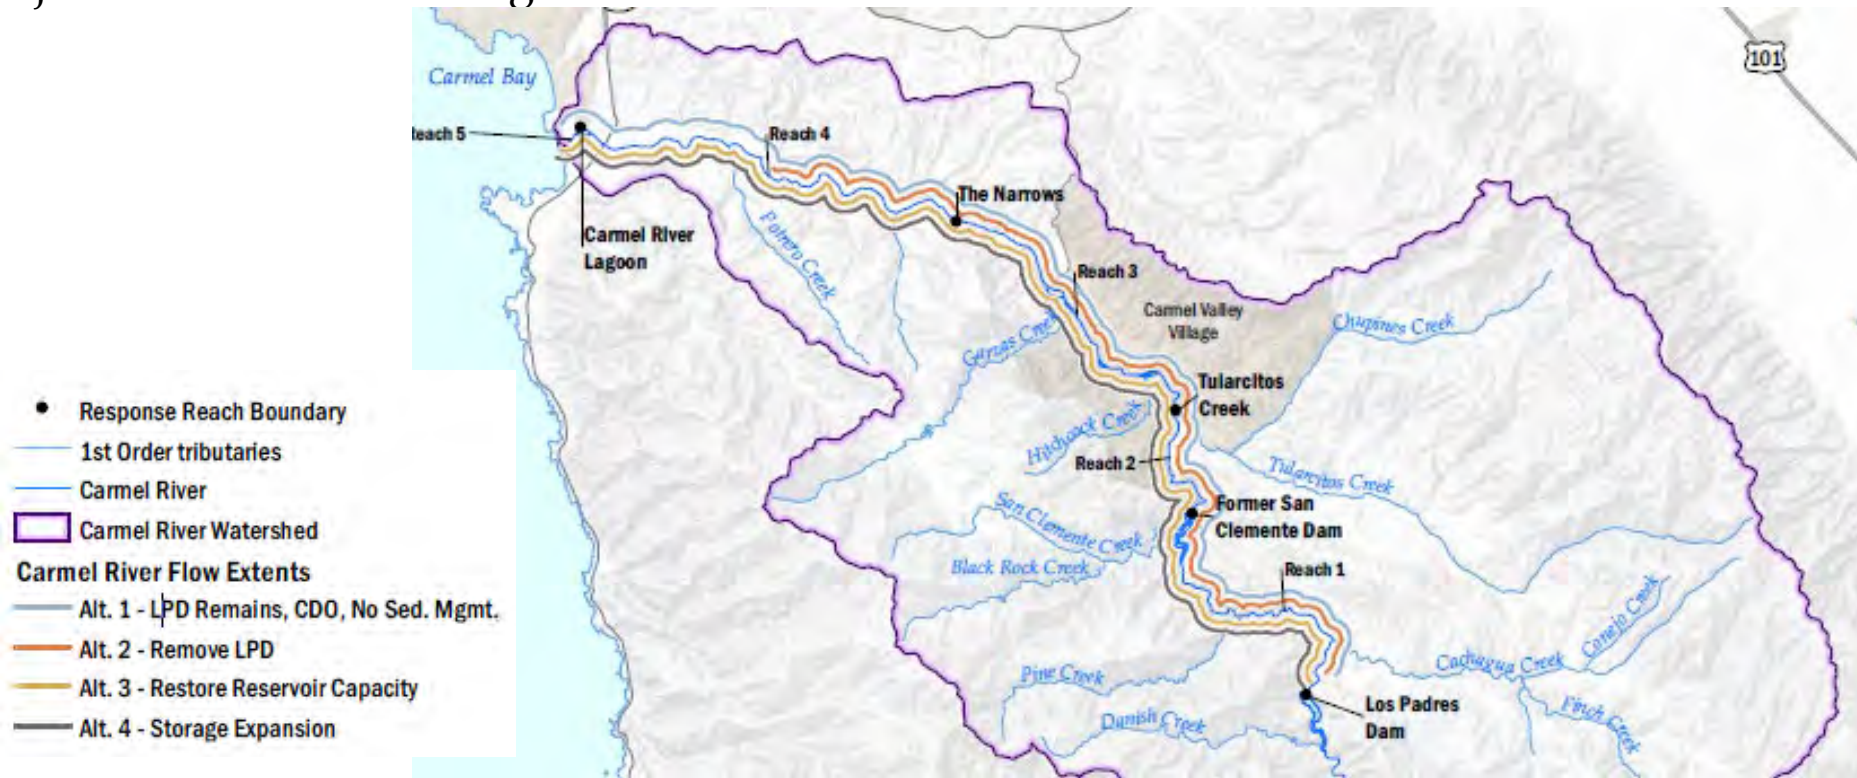 101
Carmel Bay
Reach 5
Reach 4
The Narrows
Carmel River
Lagoon
Potrero Creek
Reach 3
Carmel Valley
Village
Chupines Creek
Garzas Creek
Tularcitos
Creek
Hitchcock Creek
Reach 2
Tularcitos Creek
Former San
Clemente Dam
San Clemente Creek
Black Rock Creek
Reach 1
Conejo Creek
Cachagua Creek
Pine Creek
Danish Creek
Los Padres
Dam
Finch Creek
Response Reach Boundary
1st Order tributaries
Carmel River
Carmel River Watershed
Carmel River Flow Extents
Alt. 1 - LPD Remains, CDO, No Sed. Mgmt.
Alt. 2 - Remove LPD
Alt. 3 - Restore Reservoir Capacity
Alt. 4 - Storage Expansion